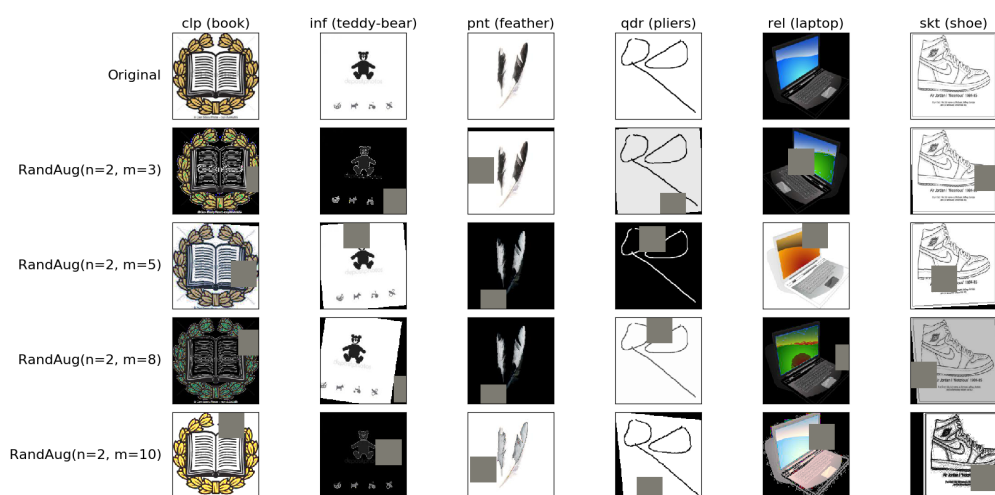 clp (book) inf (teddy-bear) pnt (feather) qdr (pliers) rel (laptop) skt (shoe)
Original
RandAug(n=2, m=3)
RandAug(n=2, m=5)
RandAug(n=2, m=8)
RandAug(n=2, m=10)